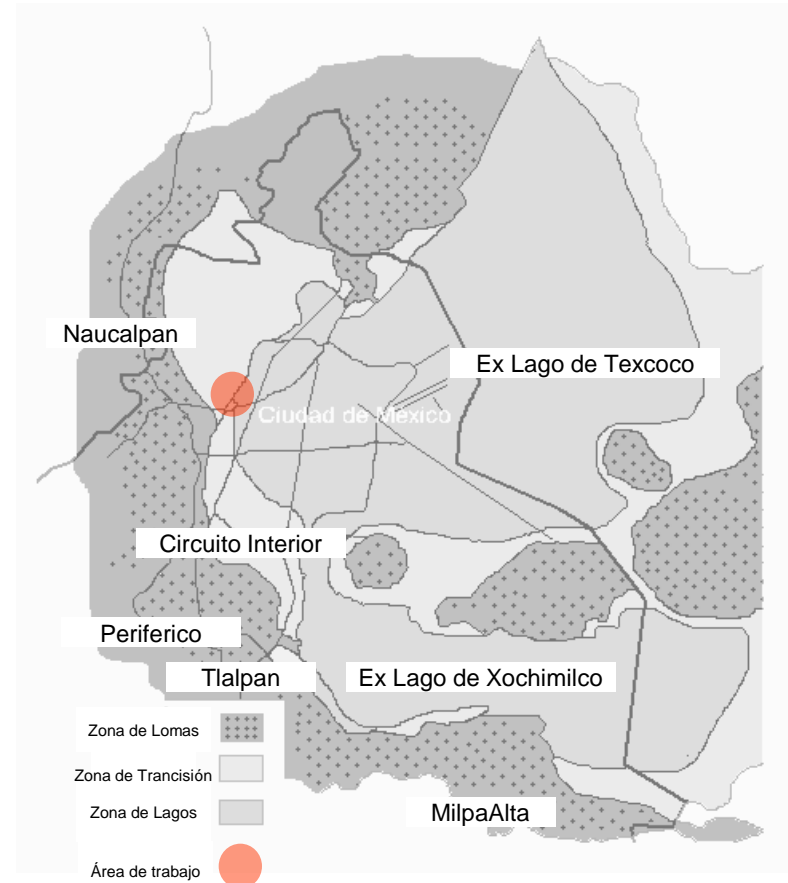 Naucalpan
Ex Lago de Texcoco
Ciudad de México
Circuito Interior
Periferico
Tlalpan
Ex Lago de Xochimilco
Zona de Lomas
Zona de Trancisión
Zona de Lagos
MilpaAlta
Área de trabajo